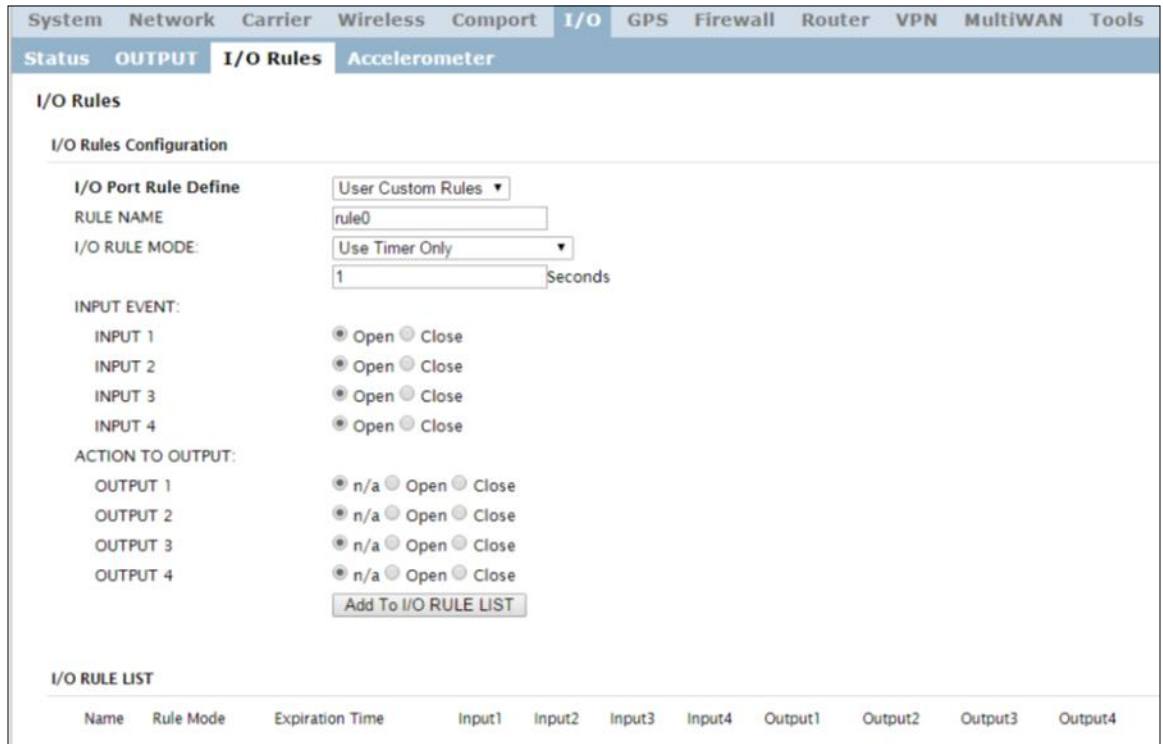 System Network Carrier Wireless Comport I/O GPS Firewall Router VPN MultiWAN Tools
Status OUTPUT I/O Rules Accelerometer
I/O Rules
I/O Rules Configuration
I/O Port Rule Define User Custom Rules
RULE NAME rule0
I/O RULE MODE: Use Timer Only
1 Seconds
INPUT EVENT:
INPUT 1 Open Close
INPUT 2 Open Close
INPUT 3 Open Close
INPUT 4 Open Close
ACTION TO OUTPUT:
OUTPUT 1 n/a Open Close
OUTPUT 2 n/a Open Close
OUTPUT 3 n/a Open Close
OUTPUT 4 n/a Open Close
Add To I/O RULE LIST
I/O RULE LIST
Name Rule Mode Expiration Time Input1 Input2 Input3 Input4 Output1 Output2 Output3 Output4